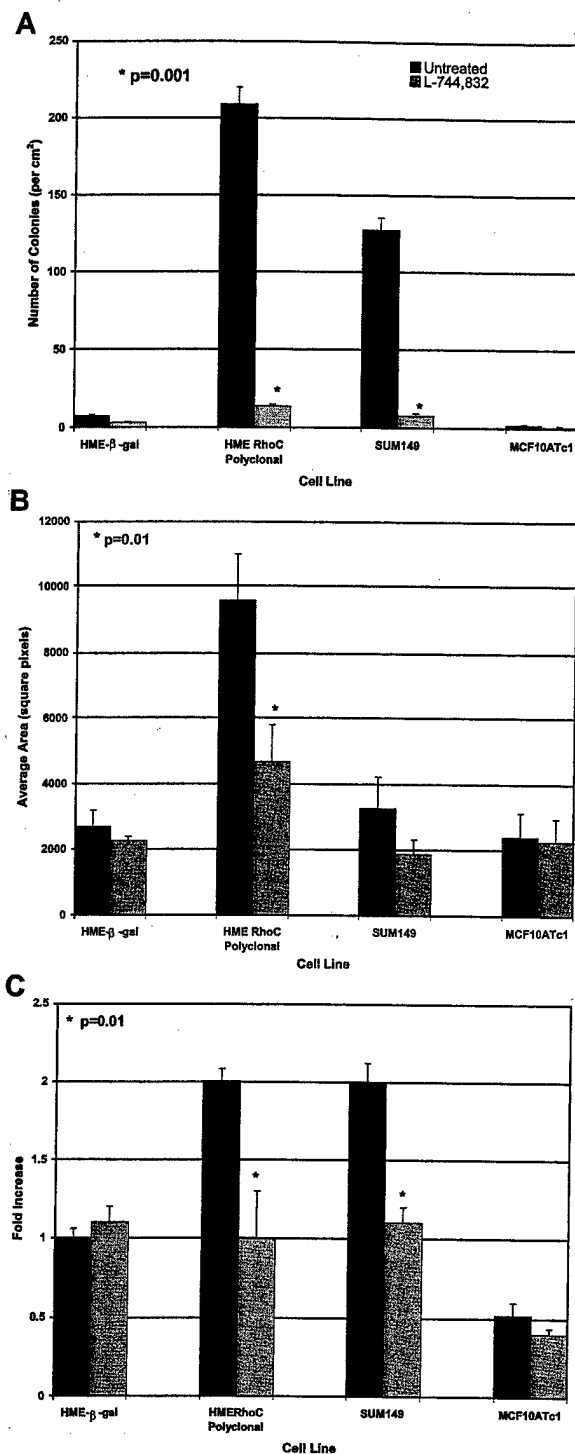 A
* p=0.001
Untreated
L-744,832
Number of Colonies (per cm²)
250
200
150
100
50
0
*
*
HME-β -gal
HME RhoC Polyclonal
SUM149
MCF10ATc1
Cell Line
B
* p=0.01
Average Area (square pixels)
12000
10000
8000
6000
4000
2000
0
*
HME-β -gal
HME RhoC Polyclonal
SUM149
MCF10ATc1
Cell Line
C
* p=0.01
Fold Increase
2.5
2
1.5
1
0.5
0
*
*
HME-β-gal
HMERhoC Polyclonal
SUM149
MCF10ATc1
Cell Line